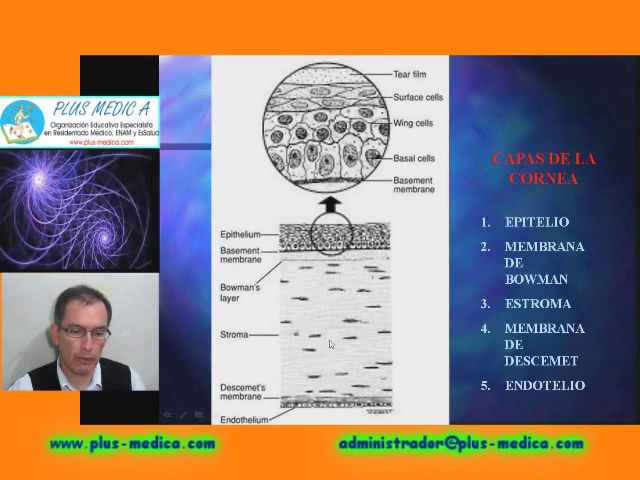 PLUS MEDIC A
Organización Educativa Especialista
en Residentado Medico, ENAM y EsSalud
www.plus-medica.com
Tear film
Surface cells
Wing cells
Basal cells
Basement
membrane
Epithelium
Basement
membrane
Bowman's
layer
Stroma
Descemet's
membrane
Endothelium
CAPAS DE LA
CORNEA
1. EPITELIO
2. MEMBRANA
DE
BOWMAN
3. ESTROMA
4. MEMBRANA
DE
DESCEMET
5. ENDOTELIO
www.plus-medica.com
administrador@plus-medica.com